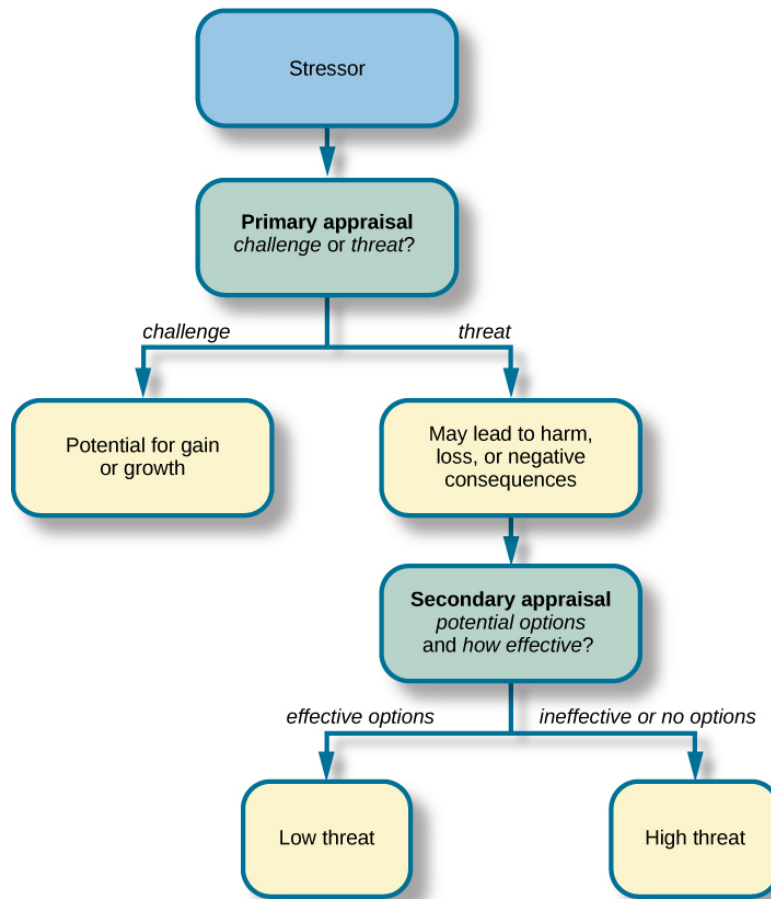 Stressor
Primary appraisal
challenge or threat?
challenge
threat
Potential for gain
or growth
May lead to harm,
loss, or negative
consequences
Secondary appraisal
potential options
and how effective?
effective options
ineffective or no options
Low threat
High threat